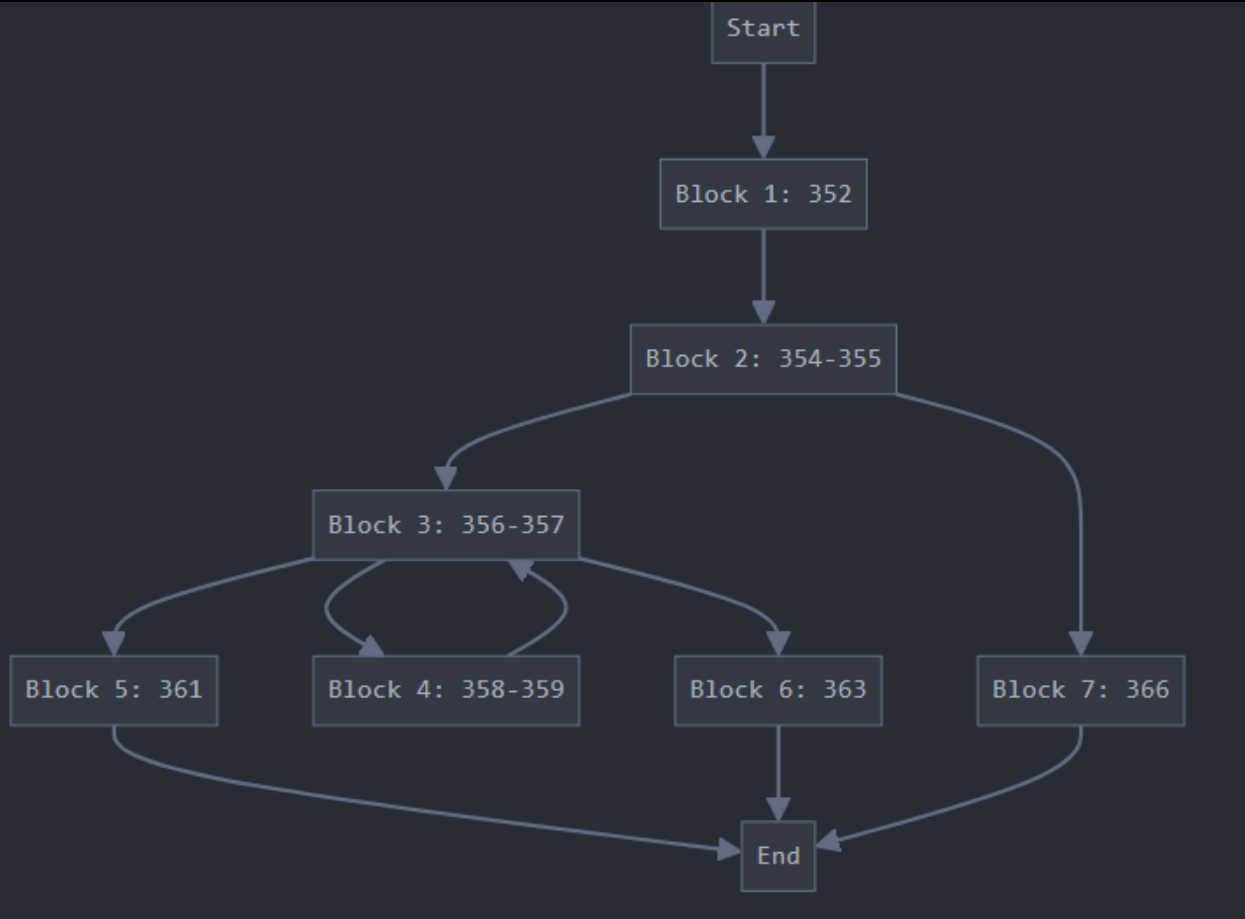 Start
Block 1: 352
Block 2: 354-355
Block 3: 356-357
Block 5: 361
Block 4: 358-359
Block 6: 363
Block 7: 366
End